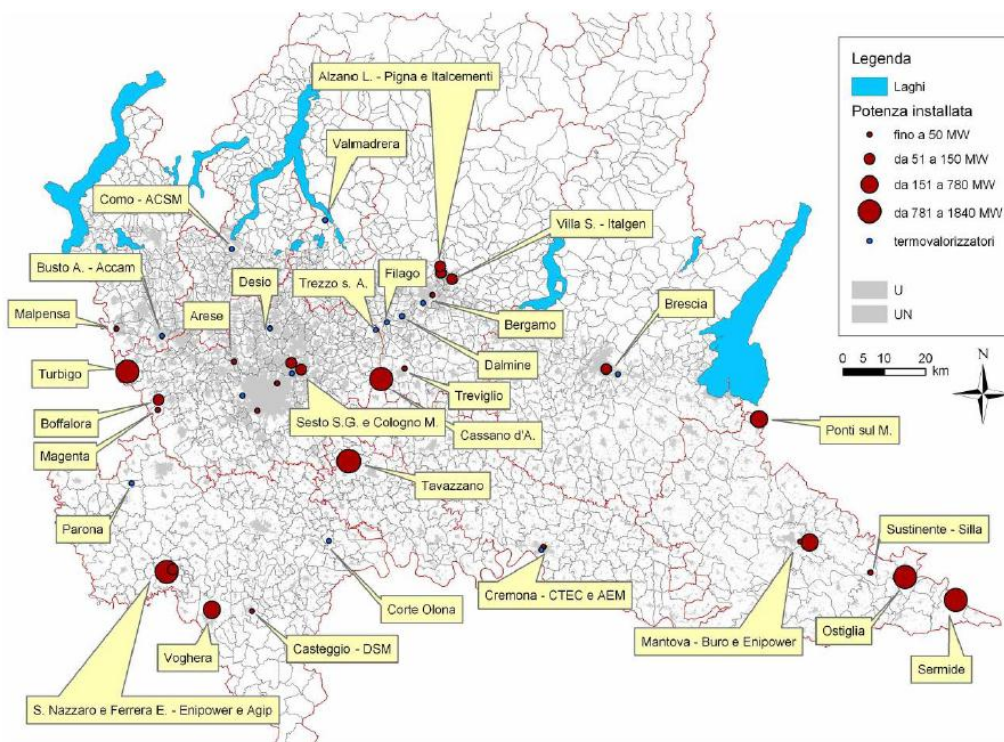 Legenda
Laghi
Potenza installata
fino a 50 MW
da 51 a 150 MW
da 151 a 780 MW
da 781 a 1840 MW
termovalorizzatori
U
UN
0 5 10 20
km
N
Alzano L. - Pigna e Italcementi
Valmadrera
Como - ACSM
Villa S. - Italgen
Busto A. - Accam
Desio
Trezzo s. A.
Filago
Malpensa
Arese
Bergamo
Brescia
Turbigo
Dalmine
Boffalora
Treviglio
Sesto S.G. e Cologno M.
Cassano d'A.
Ponti sul M.
Magenta
Tavazzano
Parona
Sustinente - Silla
Corte Olona
Cremona - CTEC e AEM
Mantova - Buro e Enipower
Ostiglia
Voghera
Casteggio - DSM
Sermide
S. Nazzaro e Ferrera E. - Enipower e Agip